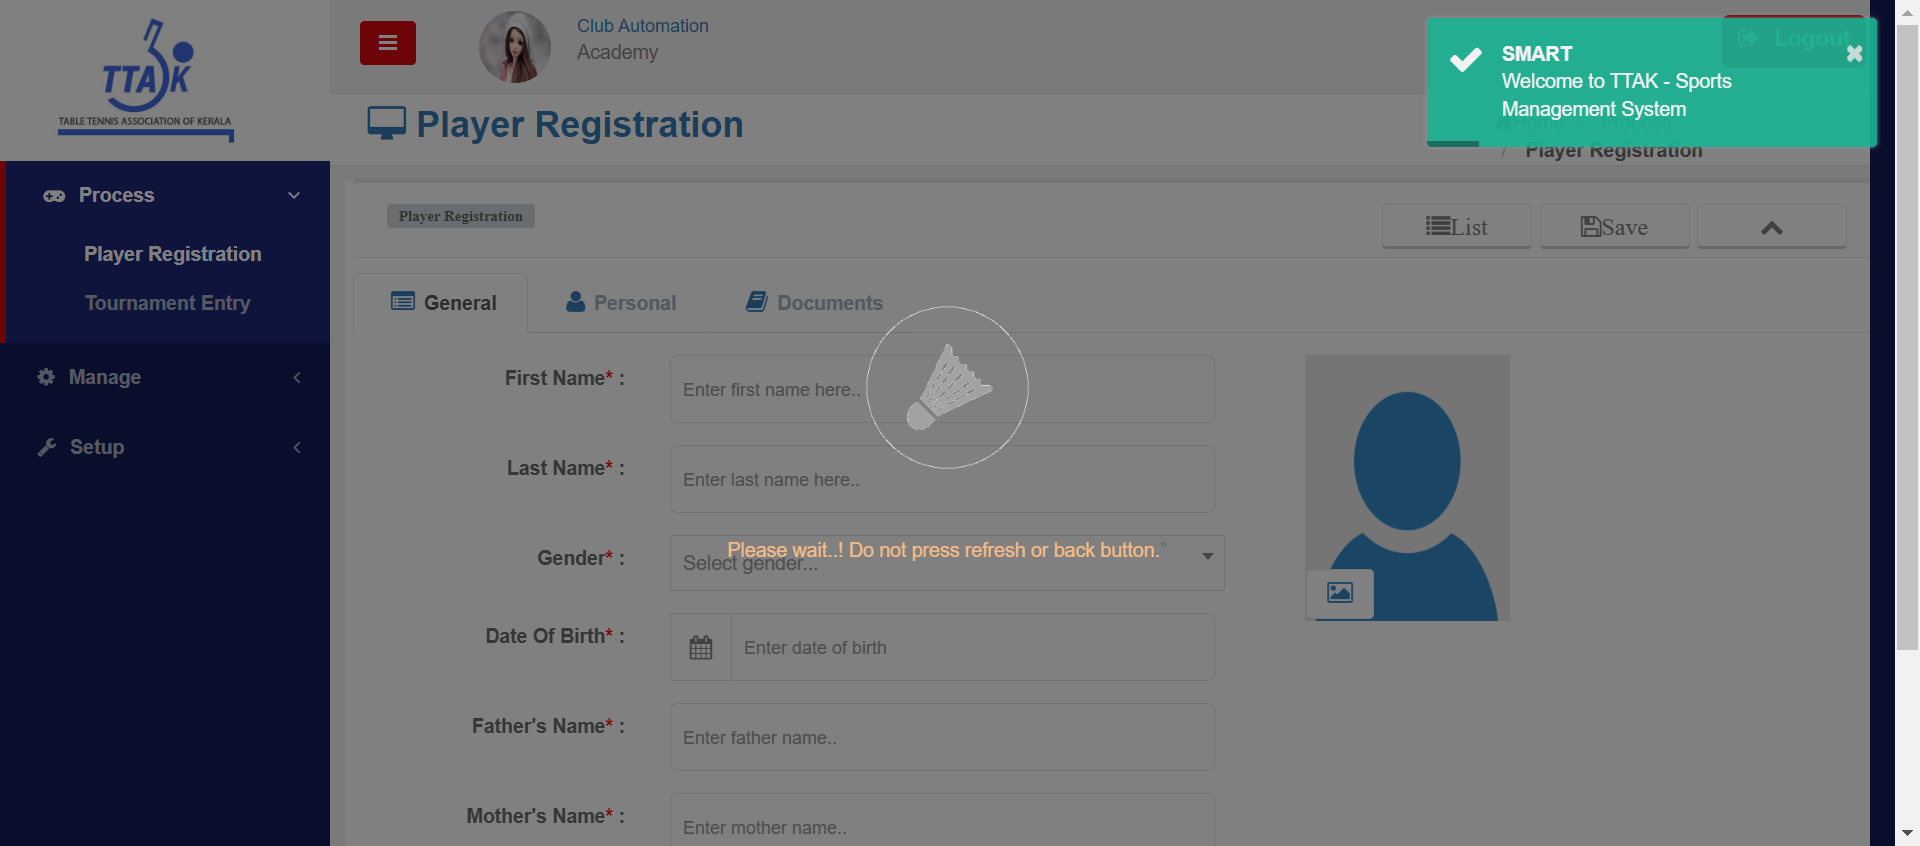 TTAK
TABLE TENNIS ASSOCIATION OF KERALA
Process
Player Registration
Tournament Entry
Manage
Setup
Club Automation
Academy
Logout
SMART
Welcome to TTAK - Sports
Management System
Player Registration
Home
Process
/ Player Registration
Player Registration
List
Save
General
Personal
Documents
First Name* :
Enter first name here..
Last Name* :
Enter last name here..
Gender* :
Select gender...
Please wait..! Do not press refresh or back button."
Date Of Birth* :
Enter date of birth
Father's Name* :
Enter father name..
Mother's Name* :
Enter mother name..